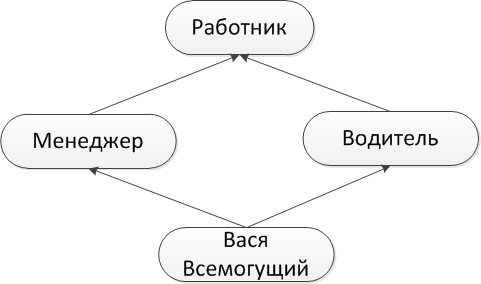 Работник
Менеджер
Водитель
Вася
Всемогущий